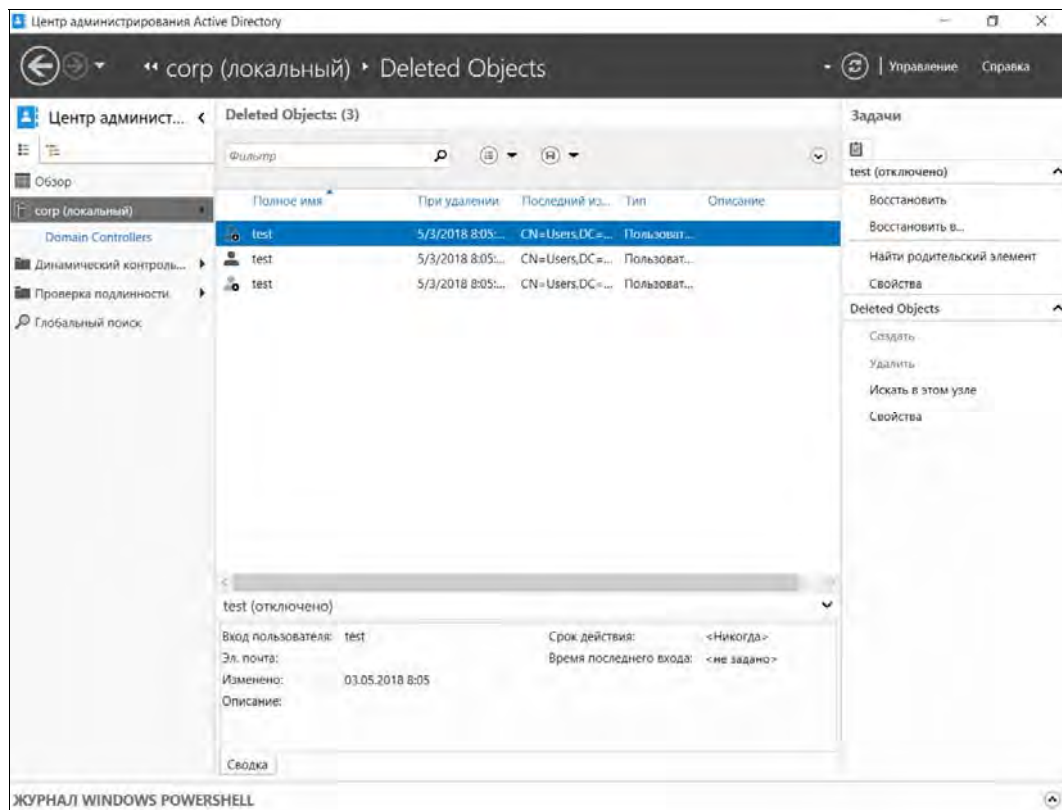 Центр администрирования Active Directory
corp (локальный) Deleted Objects
Управление Справка
Центр админист...
Обзор
corp (локальный)
Domain Controllers
Динамический контроль...
Проверка подлинности
Глобальный поиск
Deleted Objects: (3)
Фильтр
Полное имя При удалении Последний из... Тип Описание
test 5/3/2018 8:05:... CN=Users,DC=... Пользоват...
test 5/3/2018 8:05:... CN=Users,DC=... Пользоват...
test 5/3/2018 8:05:... CN=Users,DC=... Пользоват...
test (отключено)
Вход пользователя: test
Эл. почта:
Изменено: 03.05.2018 8:05
Описание:
Срок действия: <Никогда>
Время последнего входа: <не задано>
Сводка
Задачи
test (отключено)
Восстановить
Восстановить в...
Найти родительский элемент
Свойства
Deleted Objects
Создать
Удалить
Искать в этом узле
Свойства
ЖУРНАЛ WINDOWS POWERSHELL